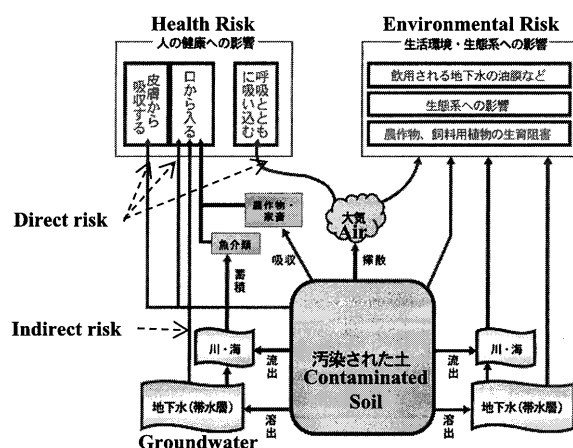 Health Risk
人の健康への影響
皮膚から
吸収する
口から入る
呼吸ととも
に吸い込む
Environmental Risk
生活環境・生態系への影響
飲用される地下水の油膜など
生態系への影響
農作物、飼料用植物の生育阻害
Direct risk
農作物・
家畜
魚介類
大気
Air
吸収
揮散
蓄積
Indirect risk
川・海
流出
汚染された土
Contaminated
Soil
流出
川・海
地下水(帯水層)
溶出
溶出
地下水(帯水層)
Groundwater